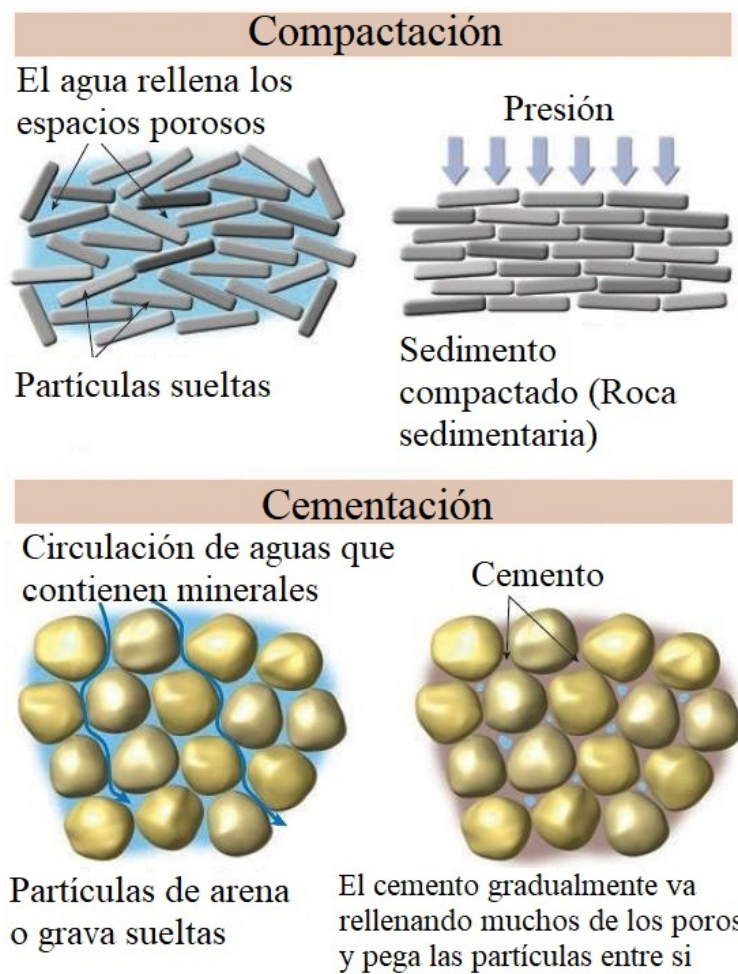 Compactación
El agua rellena los
espacios porosos
Presión
Partículas sueltas
Sedimento
compactado (Roca
sedimentaria)
Cementación
Circulación de aguas que
contienen minerales
Cemento
Partículas de arena
o grava sueltas
El cemento gradualmente va
rellenando muchos de los poros
y pega las partículas entre si